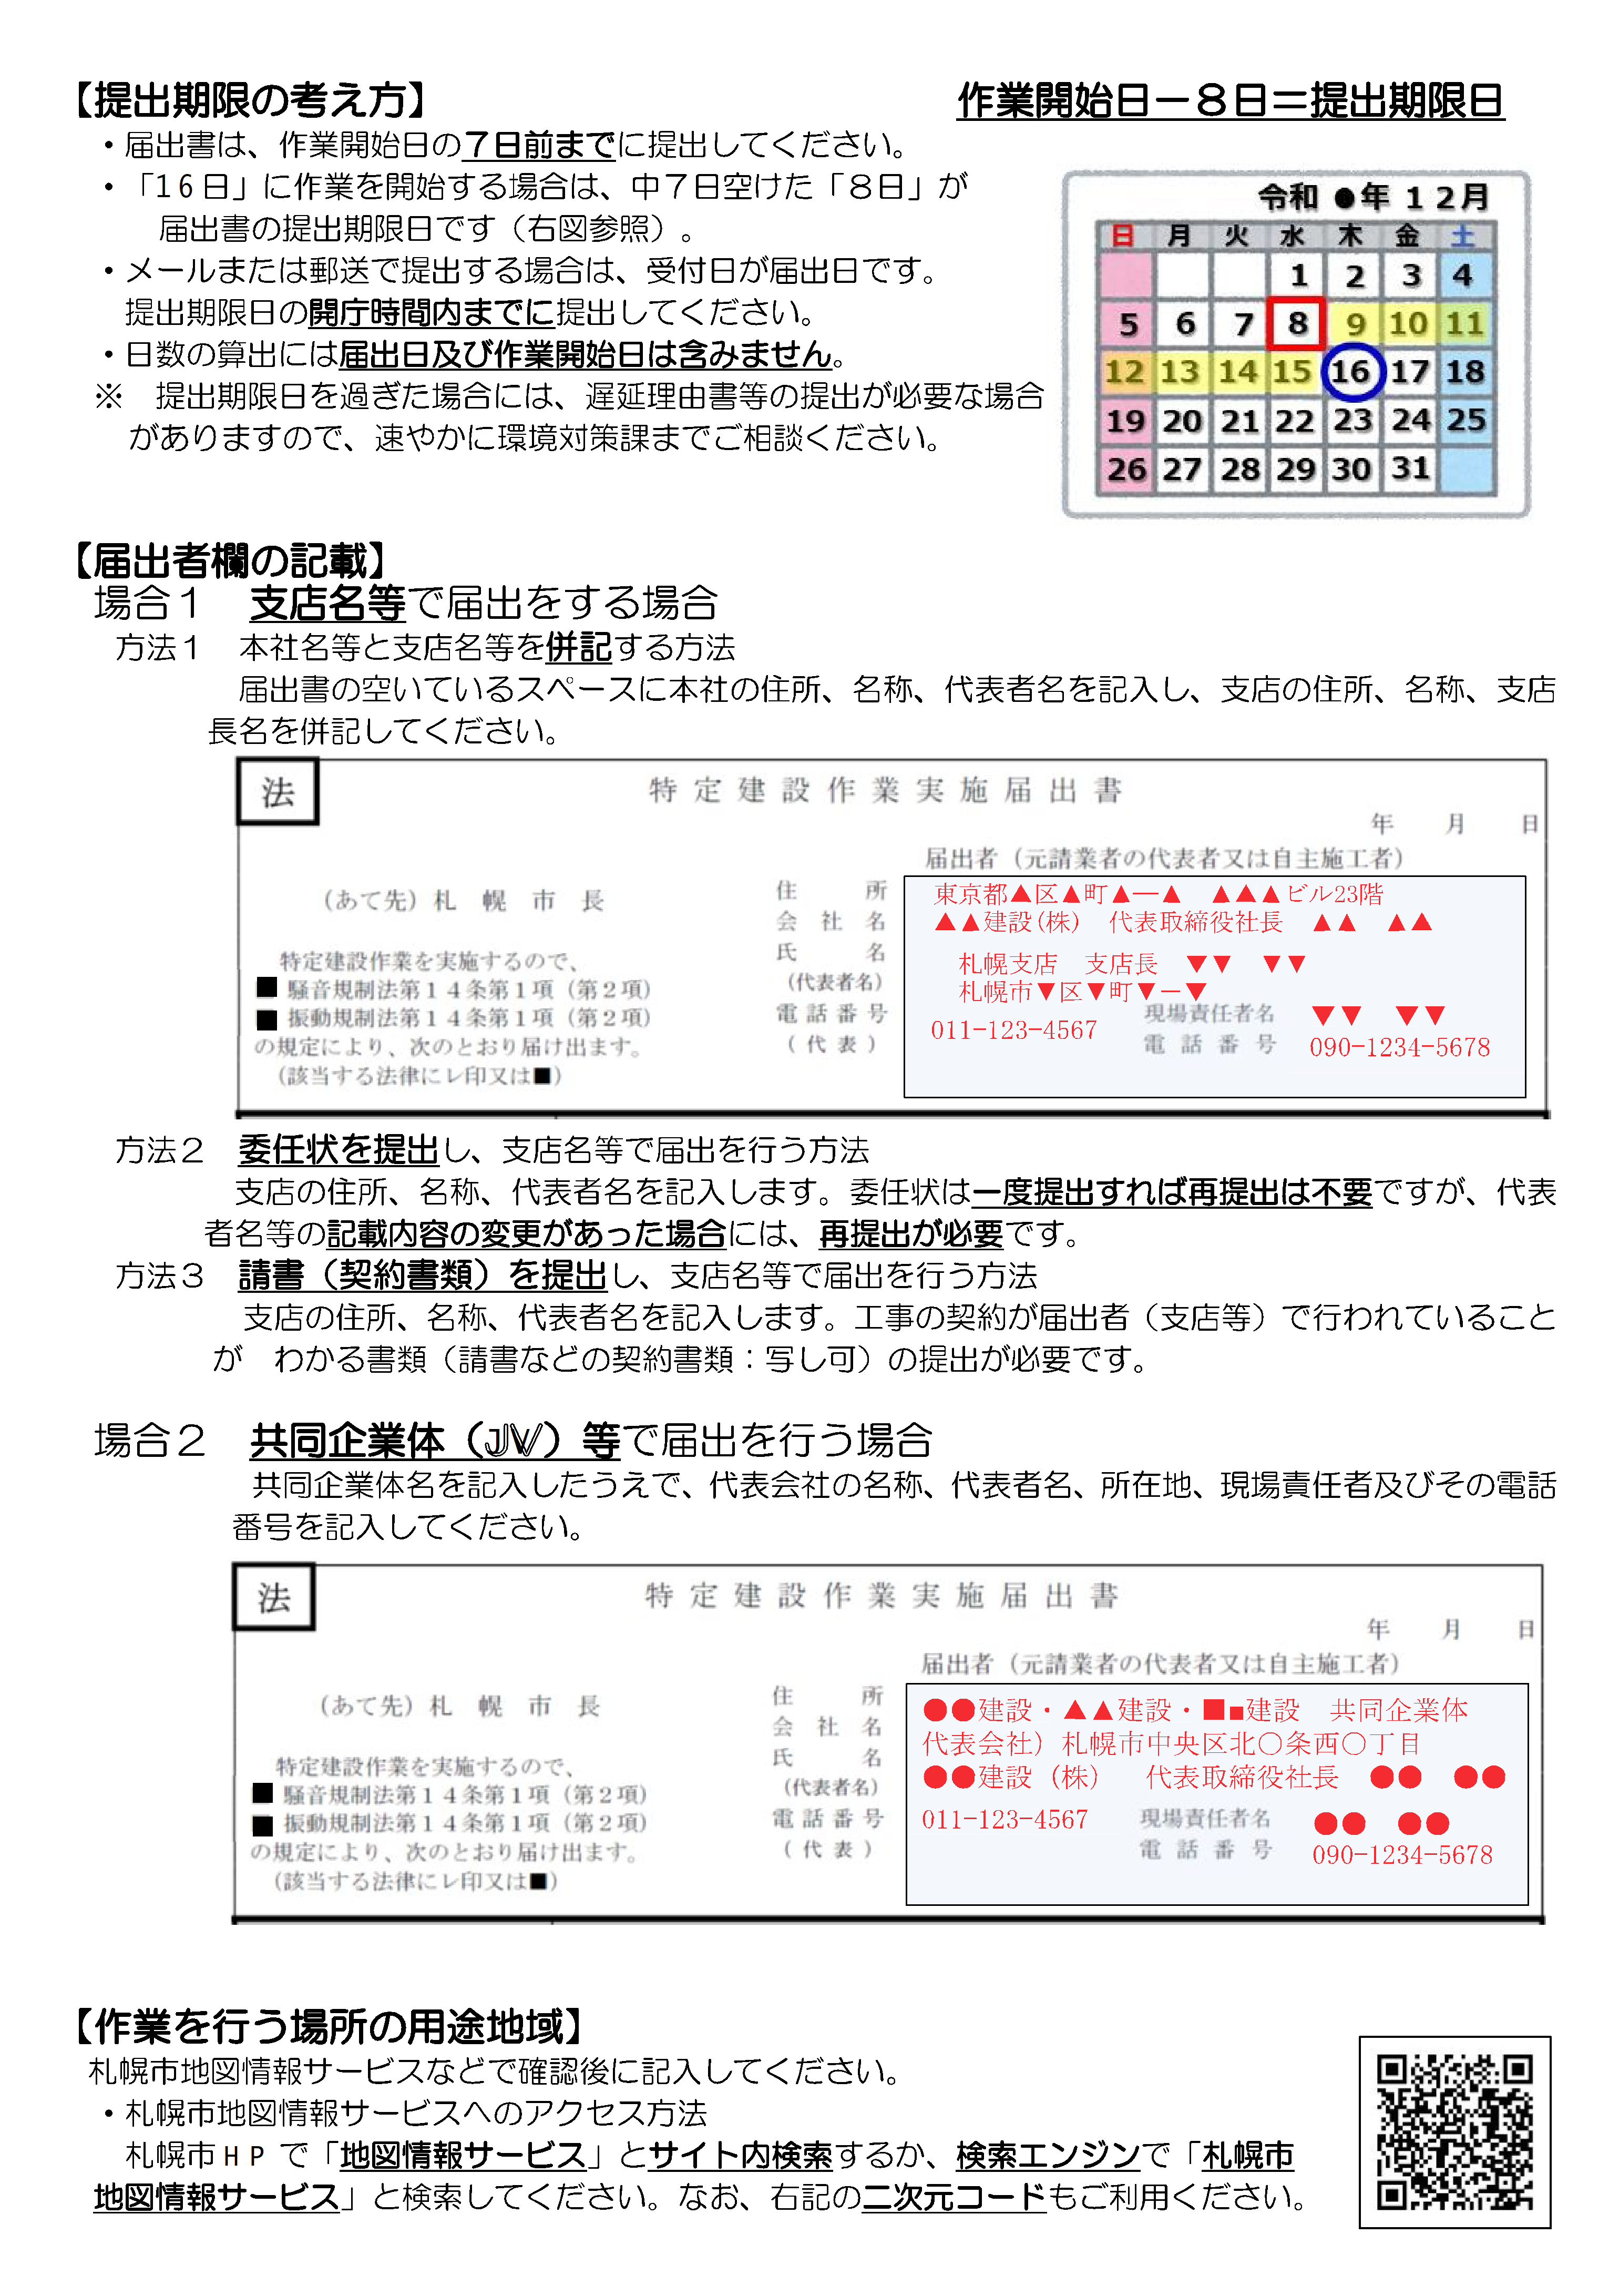 【提出期限の考え方】 作業開始日－８日＝提出期限日
・届出書は、作業開始日の７日前までに提出してください。
・「16日」に作業を開始する場合は、中７日空けた「８日」が
届出書の提出期限日です（右図参照）。
・メールまたは郵送で提出する場合は、受付日が届出日です。
提出期限日の開庁時間内までに提出してください。
・日数の算出には届出日及び作業開始日は含みません。
※　提出期限日を過ぎた場合には、遅延理由書等の提出が必要な場合
がありますので、速やかに環境対策課までご相談ください。
令和 ●年 １２月
日 月 火 水 木 金 土
1 2 3 4
5 6 7 8 9 10 11
12 13 14 15 16 17 18
19 20 21 22 23 24 25
26 27 28 29 30 31
【届出者欄の記載】
場合１　支店名等で届出をする場合
方法１　本社名等と支店名等を併記する方法
届出書の空いているスペースに本社の住所、名称、代表者名を記入し、支店の住所、名称、支店
長名を併記してください。
法
特定建設作業実施届出書
年　月　日
届出者（元請業者の代表者又は自主施工者）
（あて先）札　幌　市　長
特定建設作業を実施するので、
■ 騒音規制法第１４条第１項（第２項）
■ 振動規制法第１４条第１項（第２項）
の規定により、次のとおり届け出ます。
（該当する法律にレ印又は■）
住　所
会社名
氏　名
（代表者名）
電話番号
（代表）
東京都▲区▲町▲―▲　▲▲▲ビル23階
▲▲建設(株)　代表取締役社長　▲▲　▲▲
札幌支店　支店長　▼▼　▼▼
札幌市▼区▼町▼－▼
011-123-4567
現場責任者名　▼▼　▼▼
電話番号　090-1234-5678
方法２　委任状を提出し、支店名等で届出を行う方法
支店の住所、名称、代表者名を記入します。委任状は一度提出すれば再提出は不要ですが、代表
者名等の記載内容の変更があった場合には、再提出が必要です。
方法３　請書（契約書類）を提出し、支店名等で届出を行う方法
支店の住所、名称、代表者名を記入します。工事の契約が届出者（支店等）で行われていること
が　わかる書類（請書などの契約書類：写し可）の提出が必要です。
場合２　共同企業体（JV）等で届出を行う場合
共同企業体名を記入したうえで、代表会社の名称、代表者名、所在地、現場責任者及びその電話
番号を記入してください。
法
特定建設作業実施届出書
年　月　日
届出者（元請業者の代表者又は自主施工者）
（あて先）札　幌　市　長
特定建設作業を実施するので、
■ 騒音規制法第１４条第１項（第２項）
■ 振動規制法第１４条第１項（第２項）
の規定により、次のとおり届け出ます。
（該当する法律にレ印又は■）
住　所
会社名
氏　名
（代表者名）
電話番号
（代表）
●●建設・▲▲建設・■■建設　共同企業体
代表会社）札幌市中央区北○条西○丁目
●●建設（株）　代表取締役社長　●●　●●
011-123-4567
現場責任者名　●●　●●
電話番号　090-1234-5678
【作業を行う場所の用途地域】
札幌市地図情報サービスなどで確認後に記入してください。
・札幌市地図情報サービスへのアクセス方法
札幌市ＨＰで「地図情報サービス」とサイト内検索するか、検索エンジンで「札幌市
地図情報サービス」と検索してください。なお、右記の二次元コードもご利用ください。